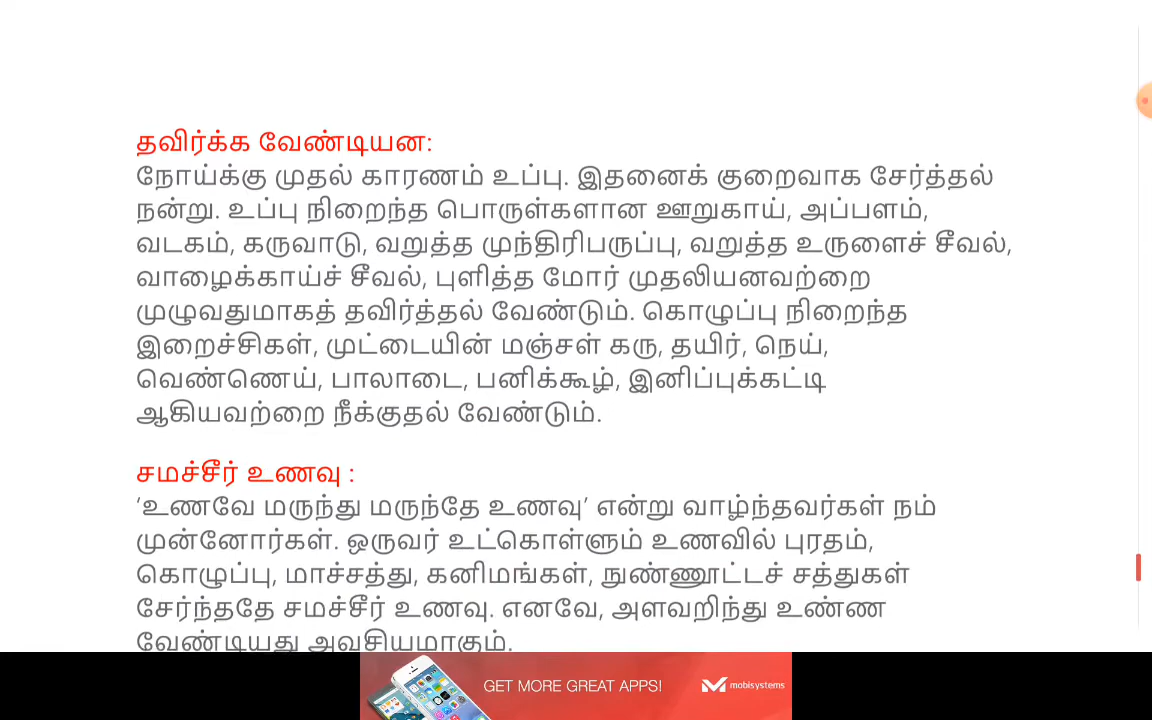 தவிர்க்க வேண்டியன:
நோய்க்கு முதல் காரணம் உப்பு. இதனைக் குறைவாக சேர்த்தல்
நன்று. உப்பு நிறைந்த பொருள்களான ஊறுகாய், அப்பளம்,
வடகம், கருவாடு, வறுத்த முந்திரிபருப்பு, வறுத்த உருளைச் சீவல்,
வாழைக்காய்ச் சீவல், புளித்த மோர் முதலியனவற்றை
முழுவதுமாகத் தவிர்த்தல் வேண்டும். கொழுப்பு நிறைந்த
இறைச்சிகள், முட்டையின் மஞ்சள் கரு, தயிர், நெய்,
வெண்ணெய், பாலாடை, பனிக்கூழ், இனிப்புக்கட்டி
ஆகியவற்றை நீக்குதல் வேண்டும்.
சமச்சீர் உணவு :
‘உணவே மருந்து மருந்தே உணவு’ என்று வாழ்ந்தவர்கள் நம்
முன்னோர்கள். ஒருவர் உட்கொள்ளும் உணவில் புரதம்,
கொழுப்பு, மாச்சத்து, கனிமங்கள், நுண்ணூட்டச் சத்துகள்
சேர்ந்ததே சமச்சீர் உணவு. எனவே, அளவறிந்து உண்ண
வேண்டியது அவசியமாகும்.
GET MORE GREAT APPS! mobisystems